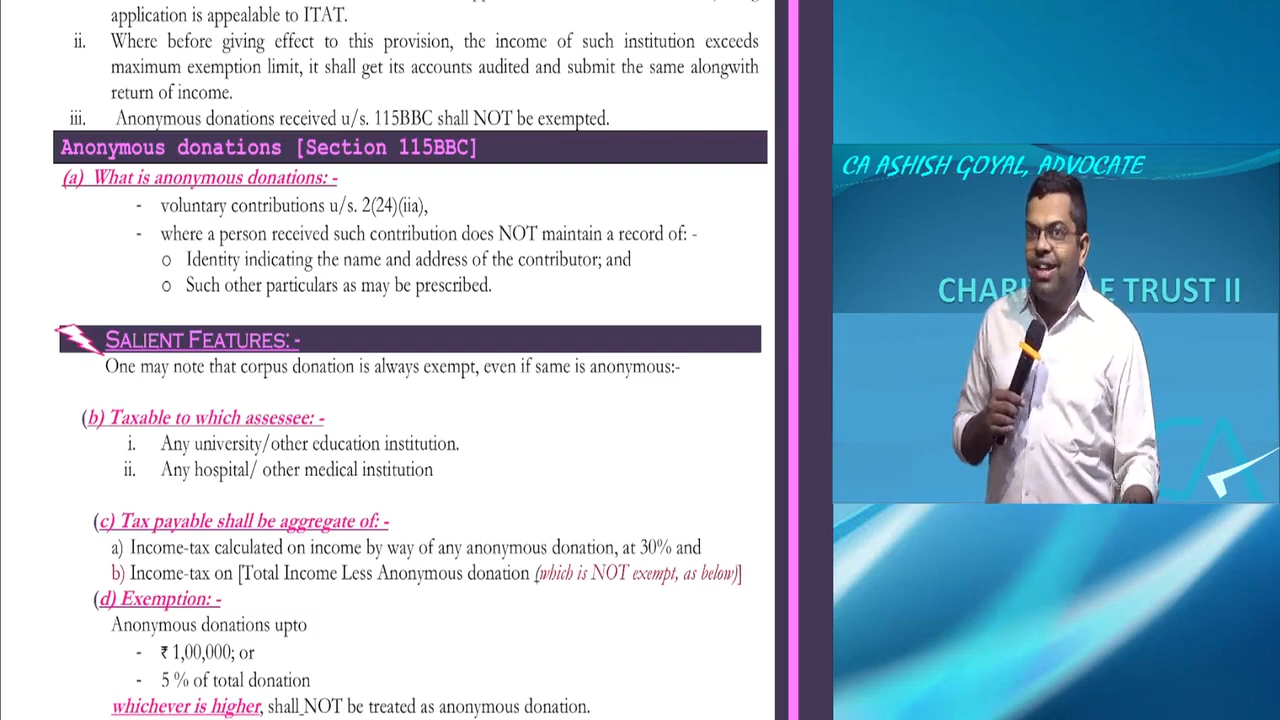 application is appealable to ITAT.
ii. Where before giving effect to this provision, the income of such institution exceeds
maximum exemption limit, it shall get its accounts audited and submit the same alongwith
return of income.
iii. Anonymous donations received u/s. 115BBC shall NOT be exempted.
Anonymous donations [Section 115BBC]
(a) What is anonymous donations: -
- voluntary contributions u/s. 2(24)(iia),
- where a person received such contribution does NOT maintain a record of: -
o Identity indicating the name and address of the contributor; and
o Such other particulars as may be prescribed.
SALIENT FEATURES: -
One may note that corpus donation is always exempt, even if same is anonymous:-
(b) Taxable to which assessee: -
i. Any university/other education institution.
ii. Any hospital/ other medical institution
(c) Tax payable shall be aggregate of: -
a) Income-tax calculated on income by way of any anonymous donation, at 30% and
b) Income-tax on [Total Income Less Anonymous donation (which is NOT exempt, as below)]
(d) Exemption: -
Anonymous donations upto
- ₹ 1,00,000; or
- 5 % of total donation
whichever is higher, shall NOT be treated as anonymous donation.
CA ASHISH GOYAL, ADVOCATE
TRUST II
CA